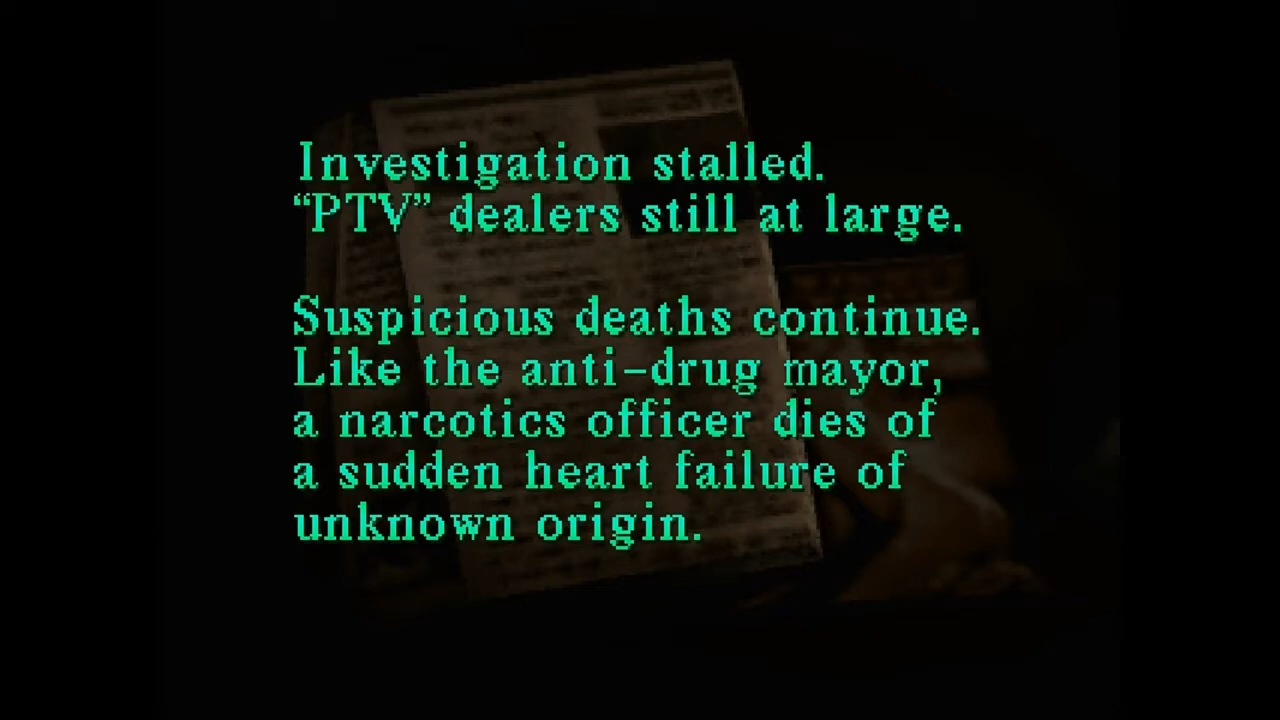 Investigation stalled.
“PTV” dealers still at large.
Suspicious deaths continue.
Like the anti-drug mayor,
a narcotics officer dies of
a sudden heart failure of
unknown origin.